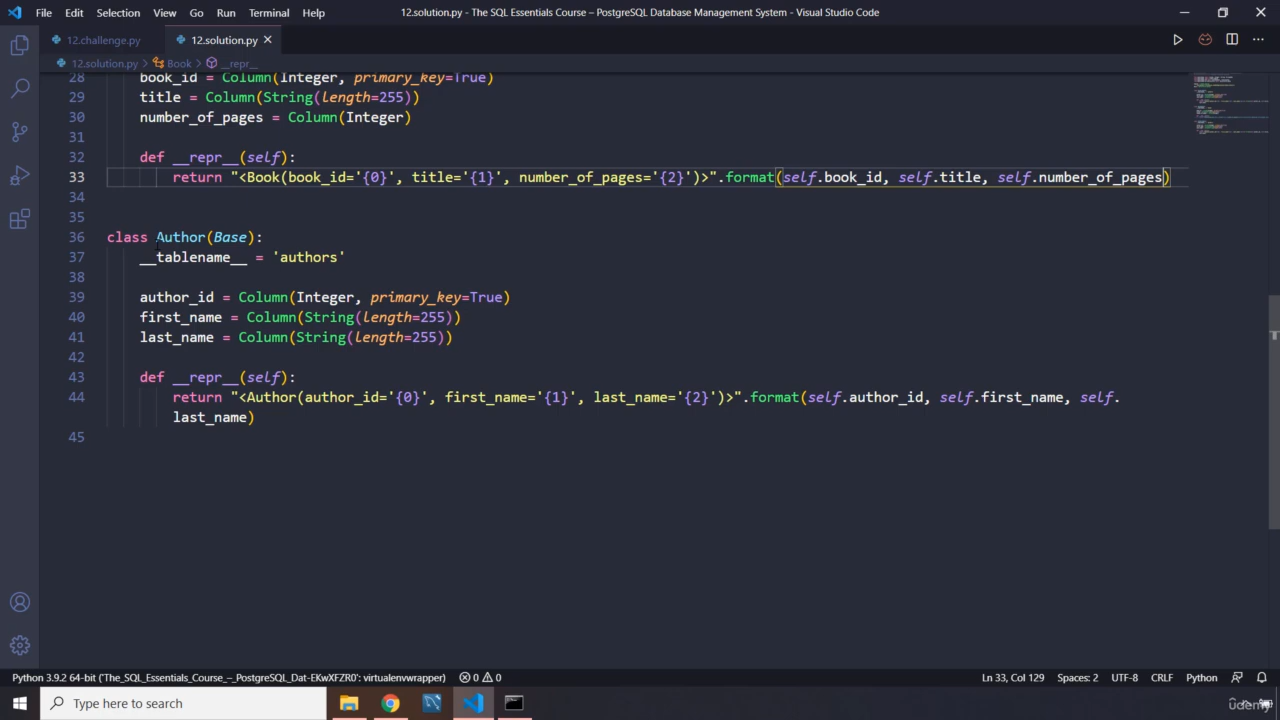 File Edit Selection View Go Run Terminal Help 12.solution.py - The SQL Essentials Course – PostgreSQL Database Management System - Visual Studio Code
12.challenge.py 12.solution.py
12.solution.py > Book > __repr__
28 book_id = Column(Integer, primary_key=True)
29 title = Column(String(length=255))
30 number_of_pages = Column(Integer)
31
32 def __repr__(self):
33 return "<Book(book_id='{0}', title='{1}', number_of_pages='{2}')>".format(self.book_id, self.title, self.number_of_pages)
34
35
36 class Author(Base):
37 __tablename__ = 'authors'
38
39 author_id = Column(Integer, primary_key=True)
40 first_name = Column(String(length=255))
41 last_name = Column(String(length=255))
42
43 def __repr__(self):
44 return "<Author(author_id='{0}', first_name='{1}', last_name='{2}')>".format(self.author_id, self.first_name, self.
last_name)
45
Python 3.9.2 64-bit ('The_SQL_Essentials_Course_–_PostgreSQL_Dat-EKwXFZR0': virtualenvwrapper) 0 0 Ln 33, Col 129 Spaces: 2 UTF-8 CRLF Python
Type here to search
udemy